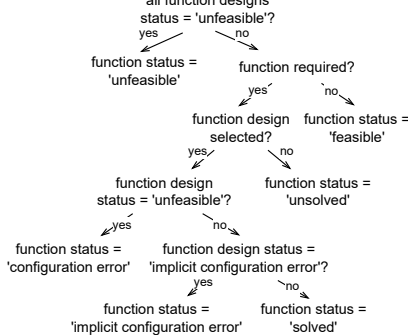 all function designs
status = 'unfeasible'?
yes
no
function status =
'unfeasible'
function required?
yes
no
function design
selected?
function status =
'feasible'
yes
no
function design
status = 'unfeasible'?
function status =
'unsolved'
yes
no
function status =
'configuration error'
function design status =
'implicit configuration error'?
yes
no
function status =
'implicit configuration error'
function status =
'solved'